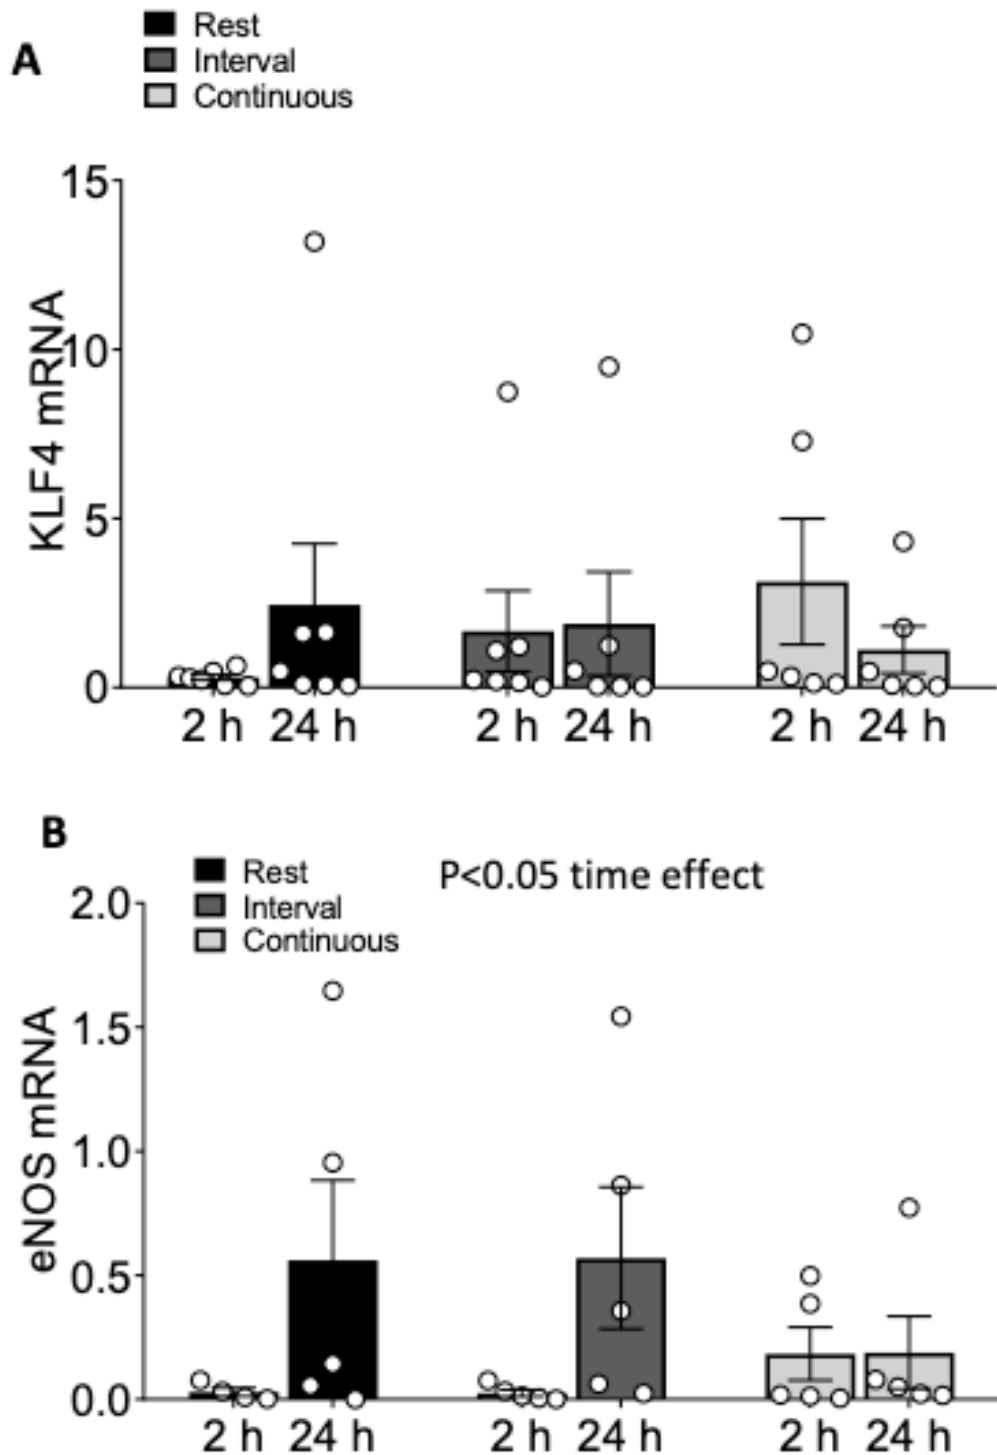 A
Rest
Interval
Continuous
15
10
5
0
KLF4 mRNA
2 h 24 h 2 h 24 h 2 h 24 h
B
Rest
Interval
Continuous
P<0.05 time effect
2.0
1.5
1.0
0.5
0.0
eNOS mRNA
2 h 24 h 2 h 24 h 2 h 24 h